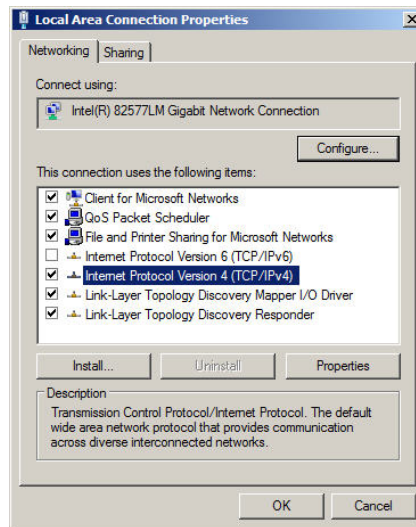 Local Area Connection Properties
Networking
Sharing
Connect using:
Intel(R) 82577LM Gigabit Network Connection
Configure...
This connection uses the following items:
Client for Microsoft Networks
QoS Packet Scheduler
File and Printer Sharing for Microsoft Networks
Internet Protocol Version 6 (TCP/IPv6)
Internet Protocol Version 4 (TCP/IPv4)
Link-Layer Topology Discovery Mapper I/O Driver
Link-Layer Topology Discovery Responder
Install...
Uninstall
Properties
Description
Transmission Control Protocol/Internet Protocol. The default
wide area network protocol that provides communication
across diverse interconnected networks.
OK
Cancel